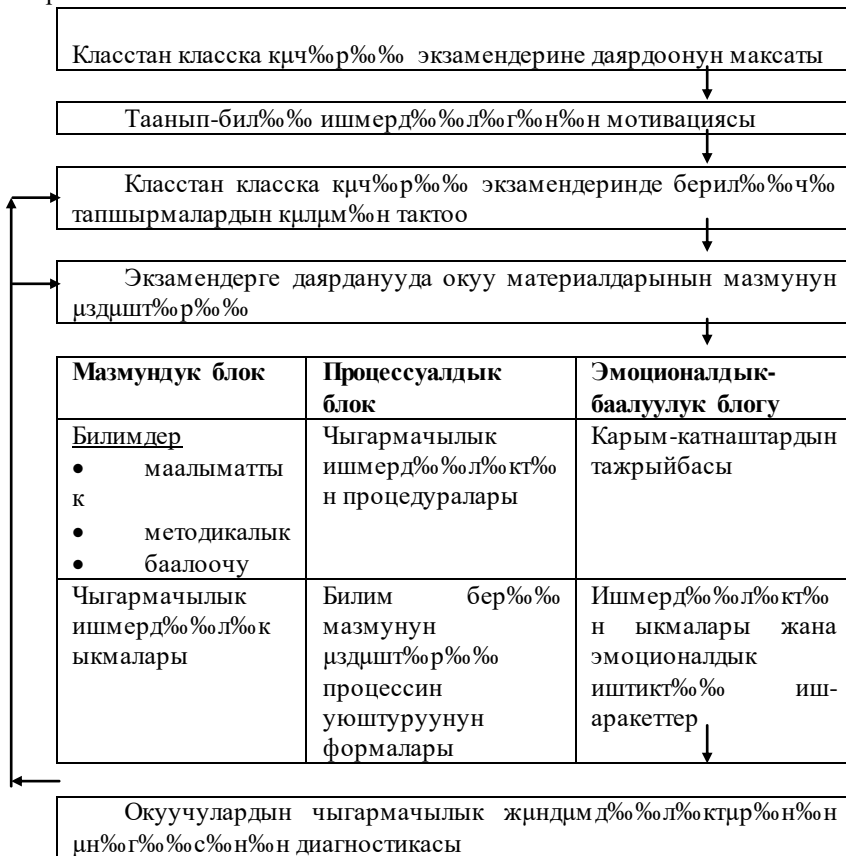 Класстан класска кµч‰р‰‰ экзамендерине даярдоонун максаты
Таанып-бил‰‰ ишмерд‰‰л‰г‰н‰н мотивациясы
Класстан класска кµч‰р‰‰ экзамендеринде берил‰‰ч‰
тапшырмалардын кµлµм‰н тактоо
Экзамендерге даярданууда окуу материалдарынын мазмунун
µздµшт‰р‰‰
Мазмундук блок
Процессуалдык
блок
Эмоционалдык-
баалуулук блогу
Билимдер
• маалыматты
к
• методикалык
• баалоочу
Чыгармачылык
ишмерд‰‰л‰кт‰
н процедуралары
Карым-катнаштардын
тажрыйбасы
Чыгармачылык
ишмерд‰‰л‰к
ыкмалары
Билим бер‰‰
мазмунун
µздµшт‰р‰‰
процессин
уюштуруунун
формалары
Ишмерд‰‰л‰кт‰
н ыкмалары жана
эмоционалдык
иштикт‰‰ иш-
аракеттер
Окуучулардын чыгармачылык жµндµмд‰‰л‰ктµр‰н‰н
µн‰г‰‰с‰н‰н диагностикасы